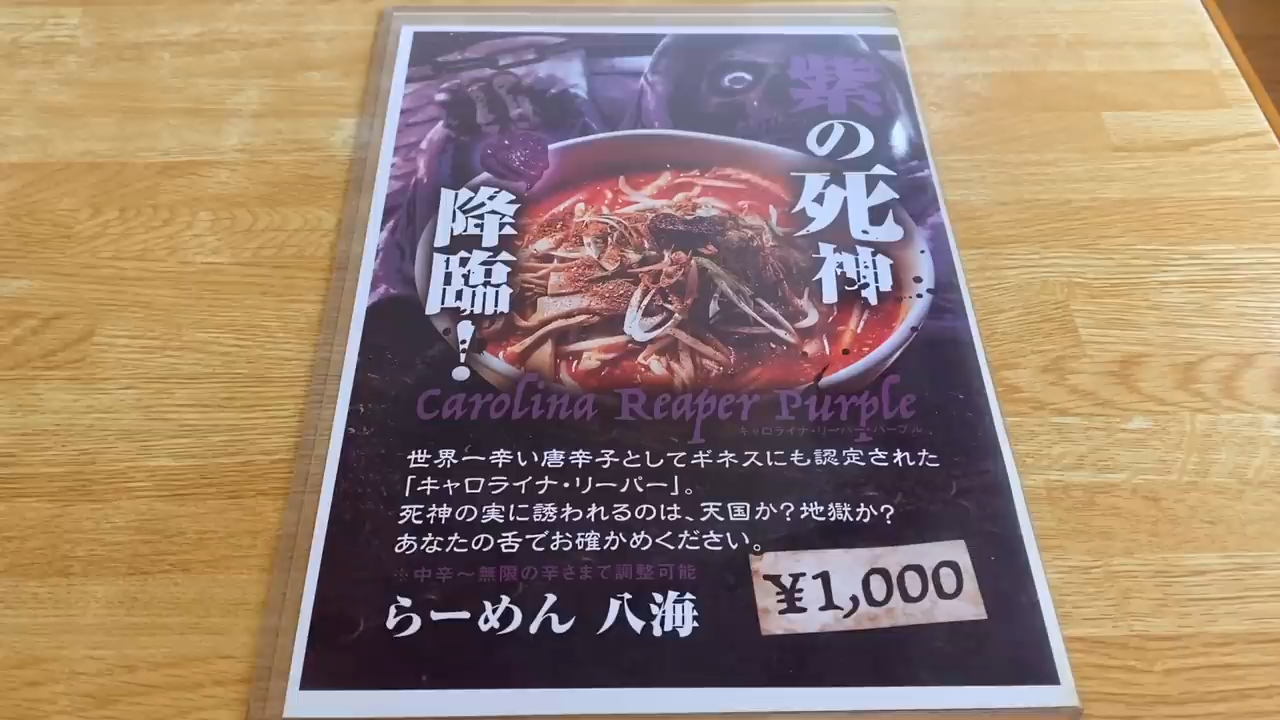 紫の死神
降臨！
Carolina Reaper Purple
キャロライナ・リーパー・パープル
世界一辛い唐辛子としてギネスにも認定された
「キャロライナ・リーパー」。
死神の実に誘われるのは、天国か？地獄か？
あなたの舌でお確かめください。
※中辛～無限の辛さまで調整可能
らーめん 八海
¥1,000